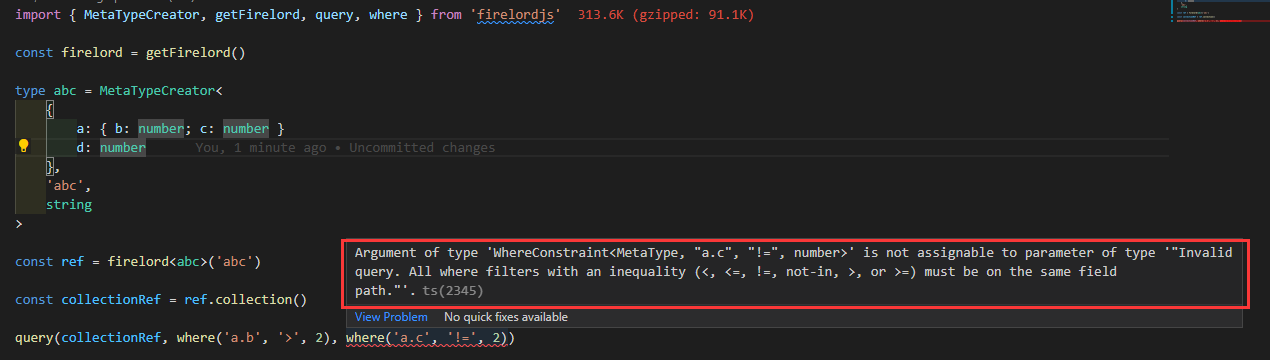 import { MetaTypeCreator, getFirelord, query, where } from 'firelordjs'  313.6K (gzipped: 91.1K)
const firelord = getFirelord()
type abc = MetaTypeCreator<
{
a: { b: number; c: number }
d: number  You, 1 minute ago • Uncommitted changes
},
'abc',
string
>
Argument of type 'WhereConstraint<MetaType, "a.c", "!=", number>' is not assignable to parameter of type '"Invalid
const ref = firelord<abc>('abc')
query. All where filters with an inequality (<, <=, !=, not-in, >, or >=) must be on the same field
path."'. ts(2345)
const collectionRef = ref.collection()
View Problem  No quick fixes available
query(collectionRef, where('a.b', '>', 2), where('a.c', '!=', 2))